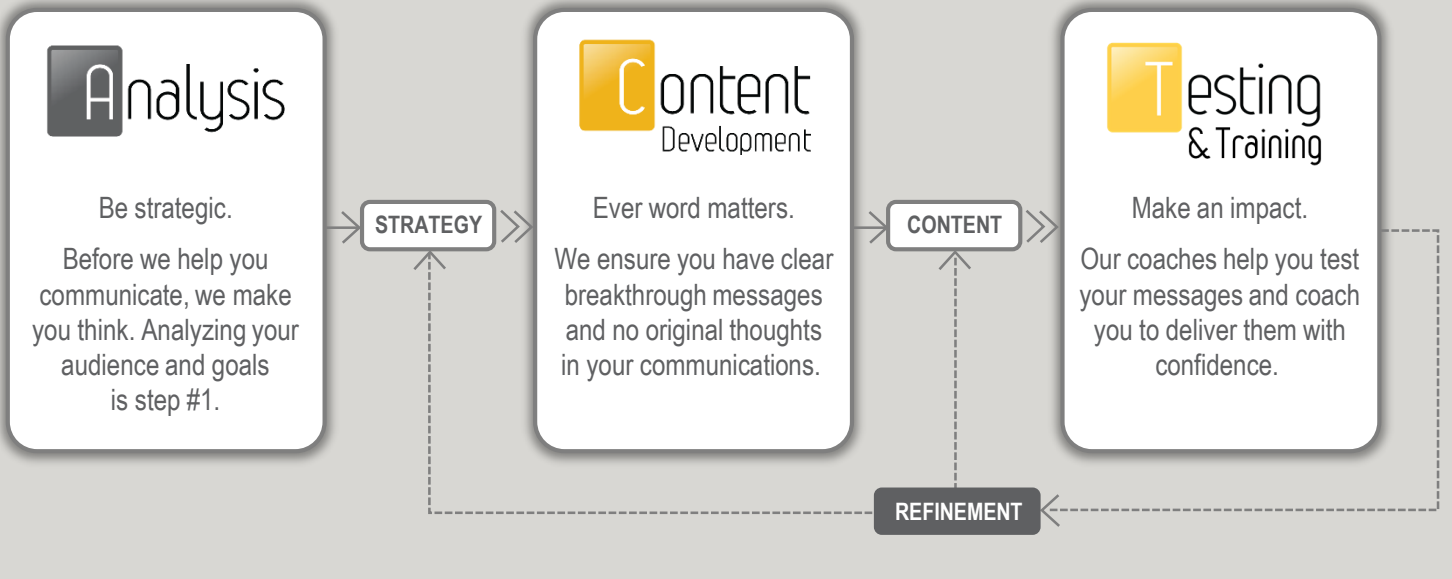 Analysis
Be strategic.
Before we help you
communicate, we make
you think. Analyzing your
audience and goals
is step #1.
STRATEGY
Content
Development
Ever word matters.
We ensure you have clear
breakthrough messages
and no original thoughts
in your communications.
CONTENT
Testing
& Training
Make an impact.
Our coaches help you test
your messages and coach
you to deliver them with
confidence.
REFINEMENT